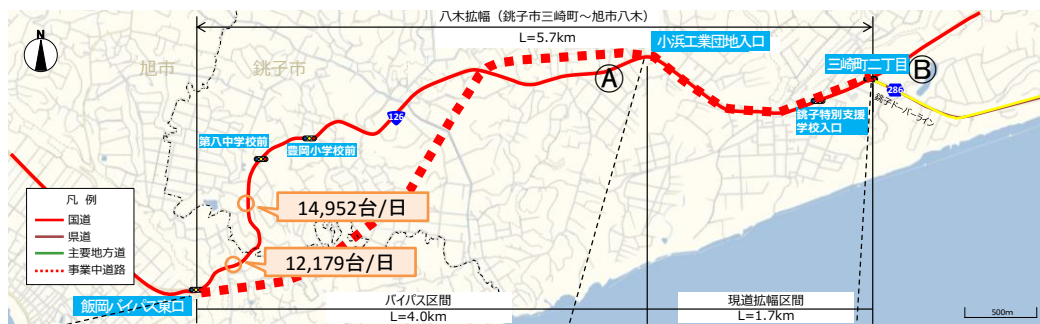 八木拡幅（銚子市三崎町～旭市八木）
L=5.7km
N
小浜工業団地入口
三崎町二丁目
B
A
286
旭市
銚子市
銚子ドーバーライン
銚子特別支援
学校入口
126
第八中学校前
豊岡小学校前
凡 例
国道
県道
主要地方道
事業中道路
14,952台/日
12,179台/日
飯岡バイパス東口
バイパス区間
L=4.0km
現道拡幅区間
L=1.7km
500m